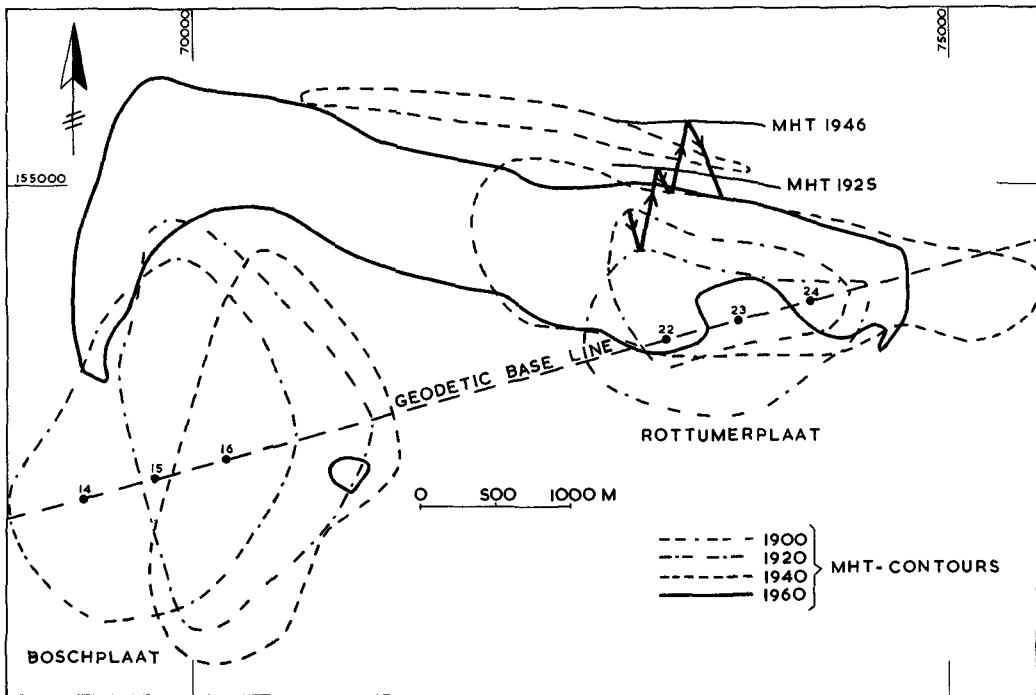 70000
75000
155000
MHT 1946
MHT 1925
24
23
22
GEODETIC BASE LINE
ROTTUMERPLAAT
16
15
14
0 500 1000 M
1900
1920
1940
1960
MHT-CONTOURS
BOSCHPLAAT